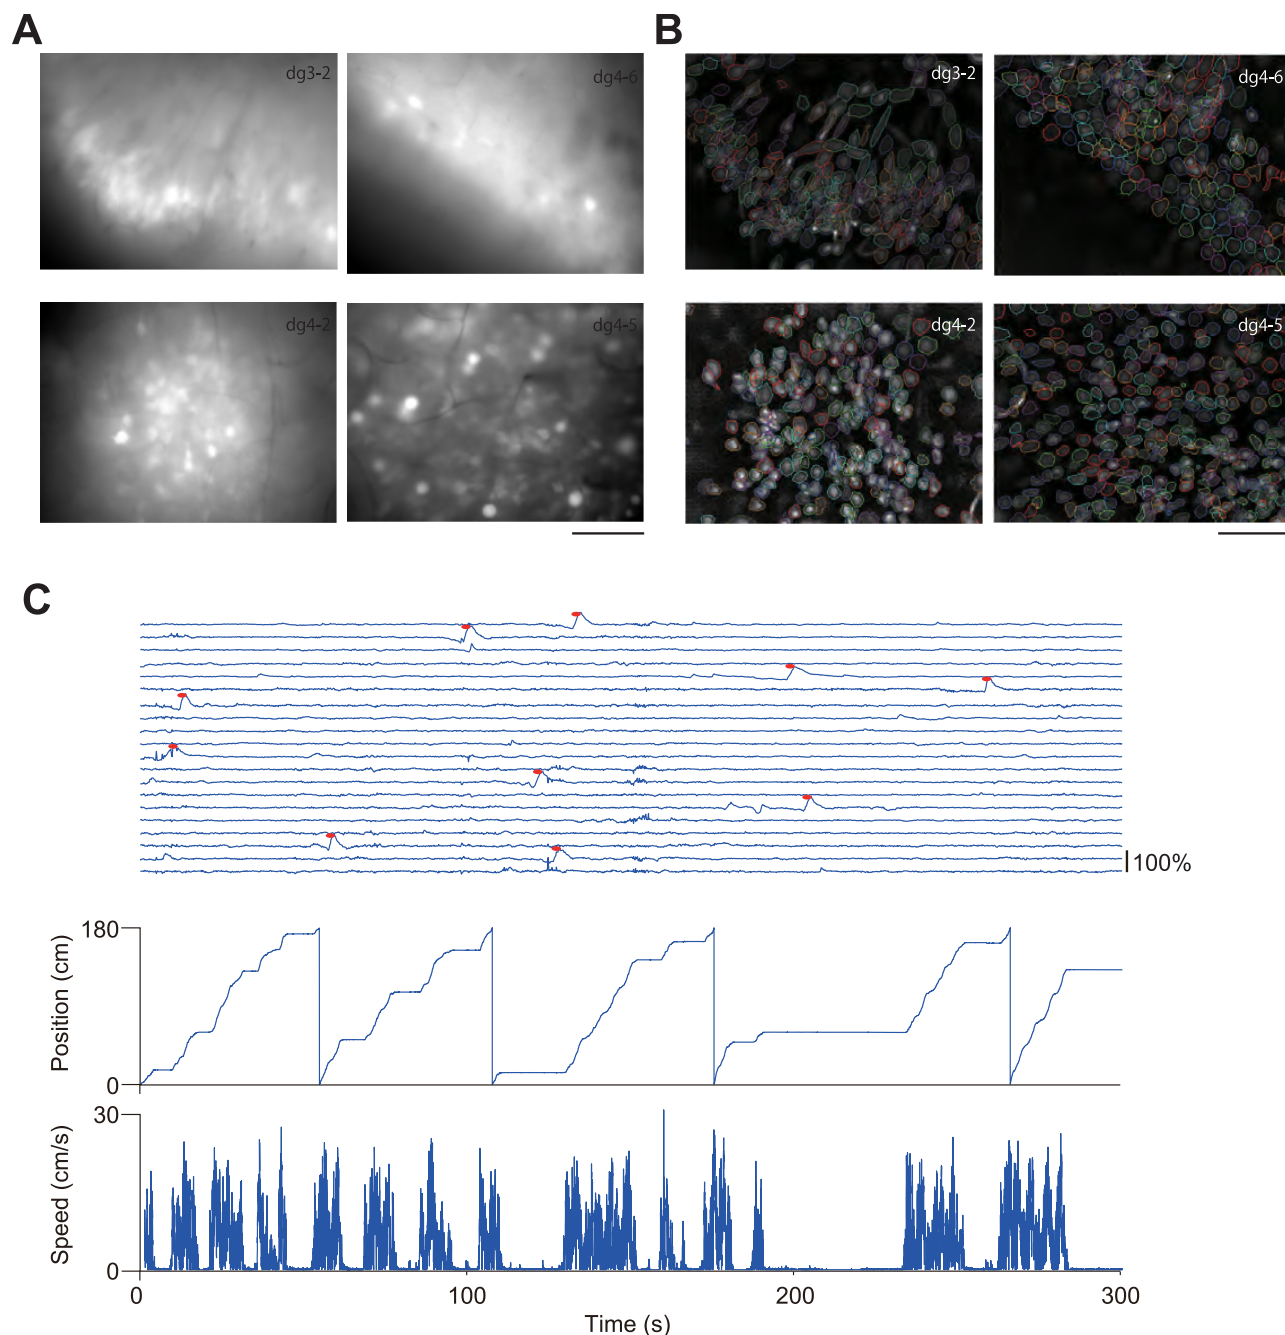 A
B
dg3-2
dg4-6
dg3-2
dg4-6
dg4-2
dg4-5
dg4-2
dg4-5
C
100%
180
Position (cm)
0
30
Speed (cm/s)
0
0
100
200
300
Time (s)